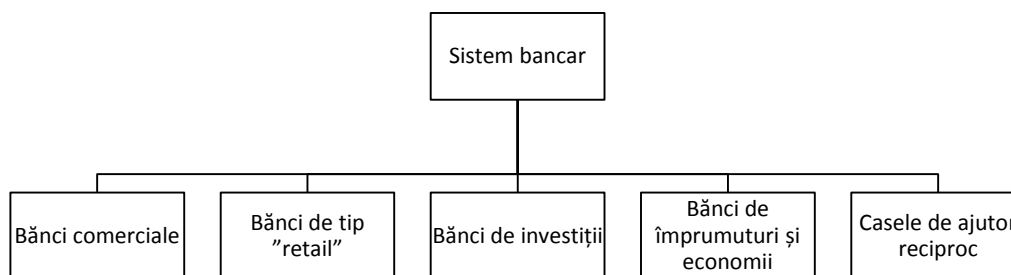 Sistem bancar
Bănci comerciale
Bănci de tip
”retail”
Bănci de investiții
Bănci de
împrumuturi și
economii
Casele de ajutor
reciproc